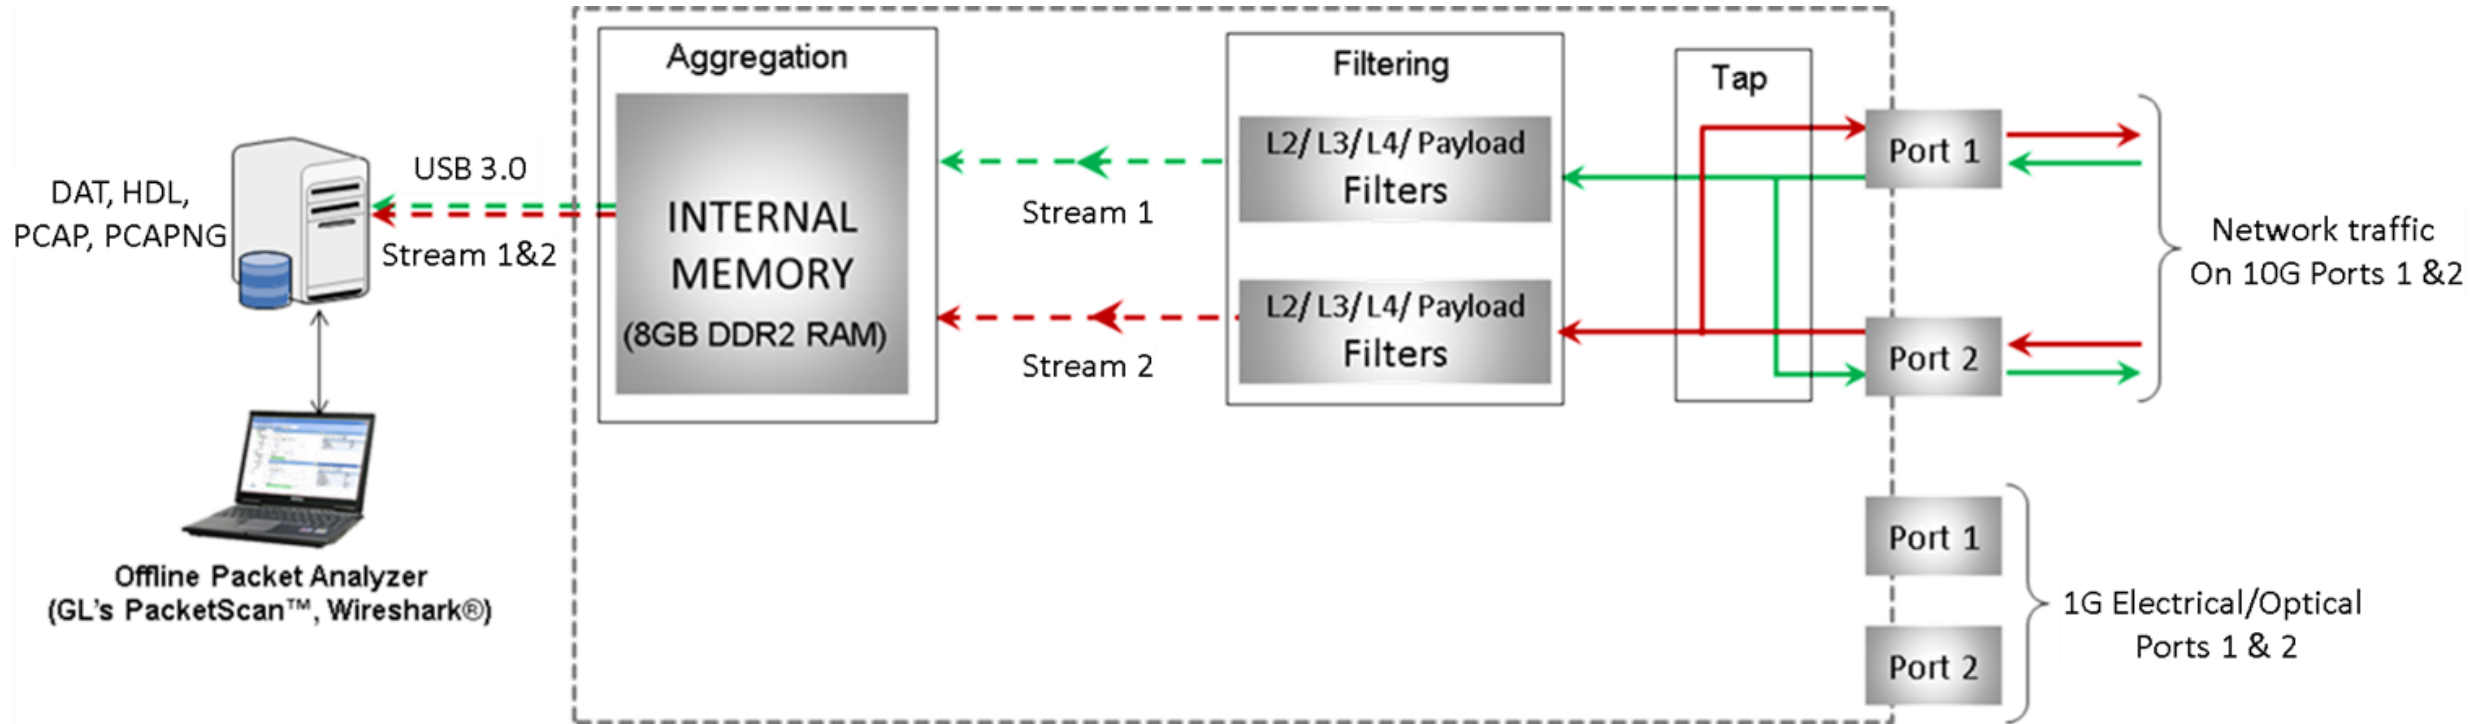 Aggregation
INTERNAL
MEMORY
(8GB DDR2 RAM)
Filtering
L2/ L3/ L4/ Payload
Filters
L2/ L3/ L4/ Payload
Filters
Tap
Port 1
Port 2
Network traffic
On 10G Ports 1 &2
Stream 1
Stream 2
USB 3.0
Stream 1&2
DAT, HDL,
PCAP, PCAPNG
Offline Packet Analyzer
(GL's PacketScan™, Wireshark®)
Port 1
Port 2
1G Electrical/Optical
Ports 1 & 2